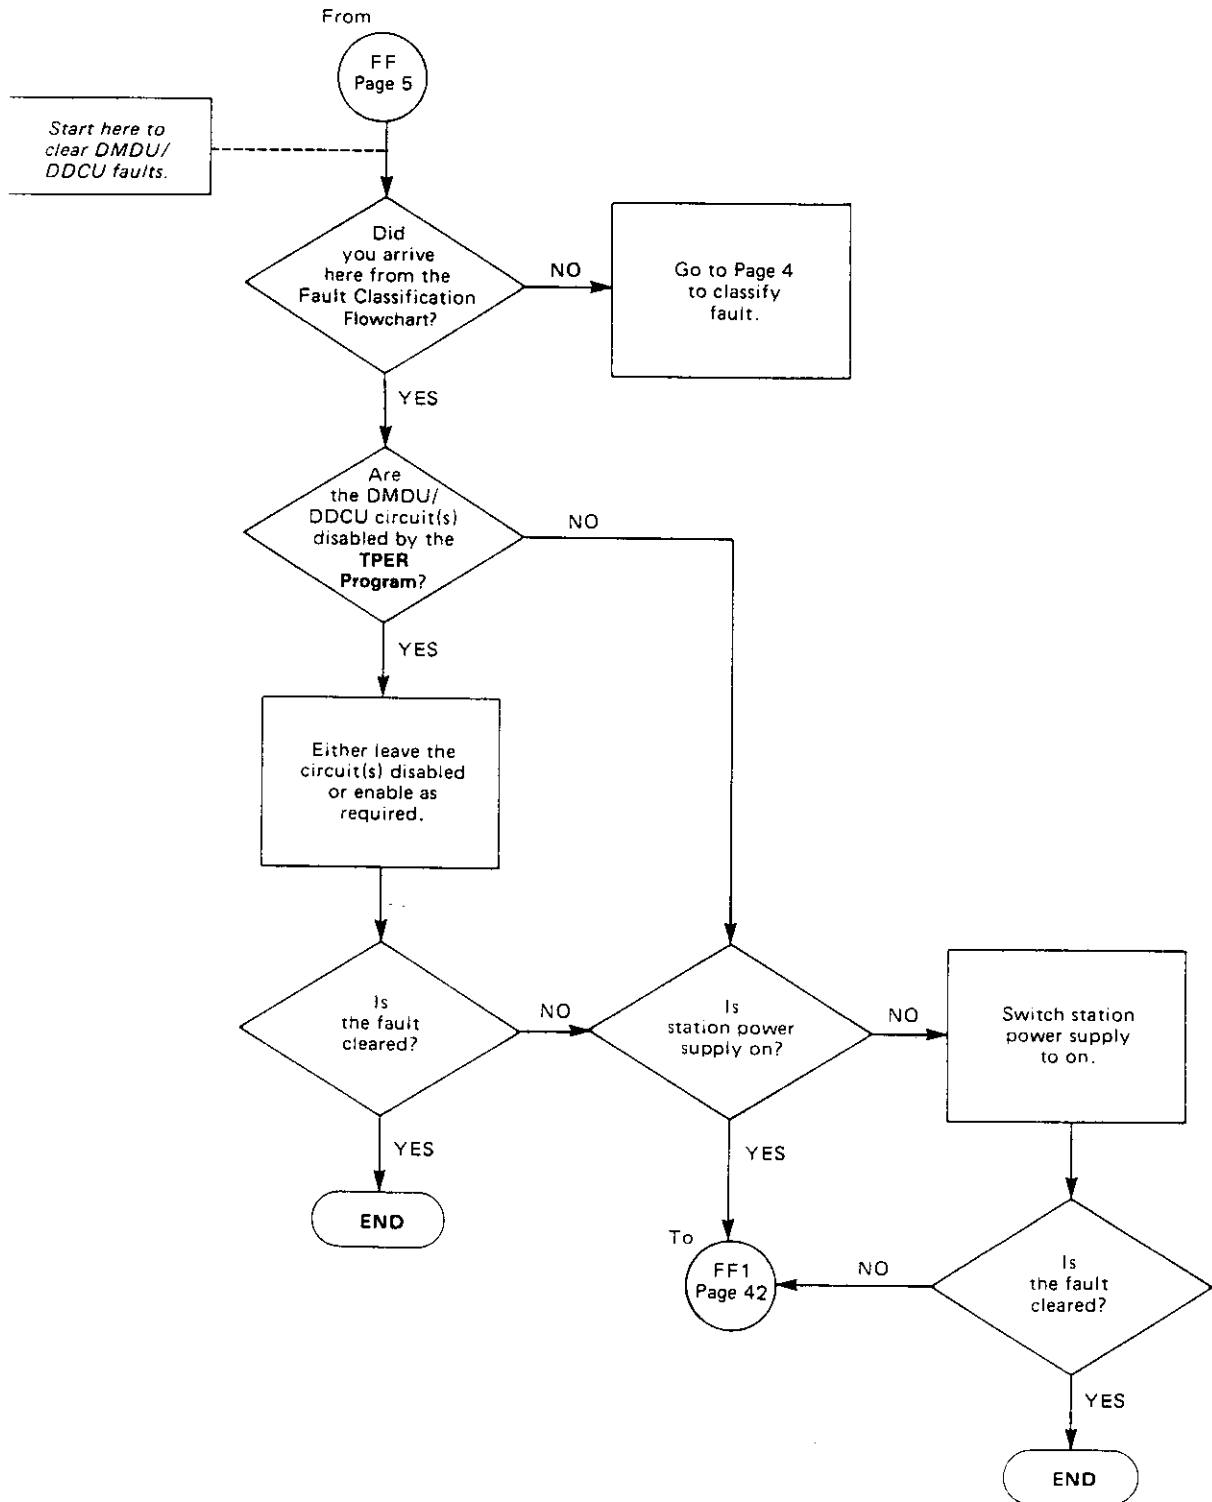 From
FF
Page 5
Start here to
clear DMDU/
DDCU faults.
Did
you arrive
here from the
Fault Classification
Flowchart?
NO
Go to Page 4
to classify
fault.
YES
Are
the DMDU/
DDCU circuit(s)
disabled by the
TPER
Program?
NO
YES
Either leave the
circuit(s) disabled
or enable as
required.
Is
the fault
cleared?
NO
Is
station power
supply on?
NO
Switch station
power supply
to on.
YES
END
YES
To
FF1
Page 42
NO
Is
the fault
cleared?
YES
END